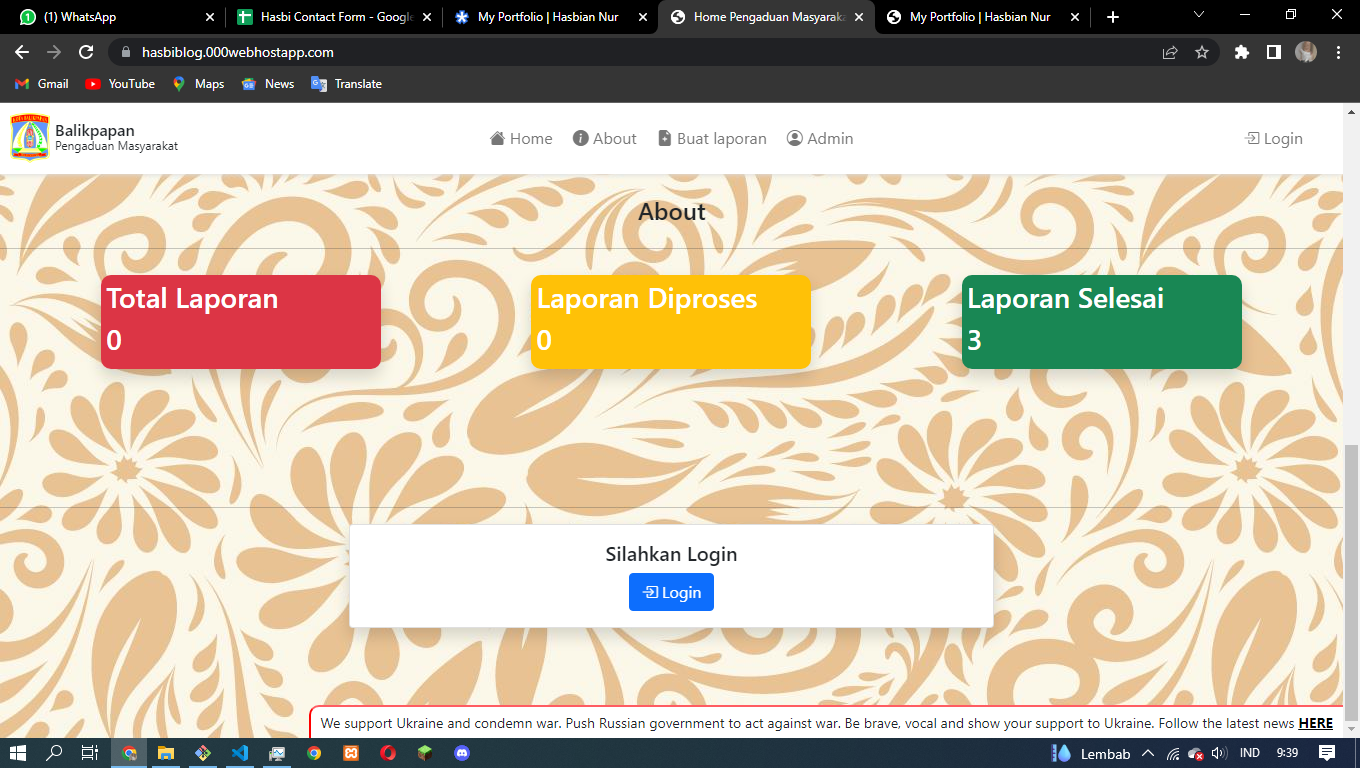 (1) WhatsApp
Hasbi Contact Form - Google
My Portfolio | Hasbian Nur
Home Pengaduan Masyaraka
My Portfolio | Hasbian Nur
hasbiblog.000webhostapp.com
Gmail
YouTube
Maps
News
Translate
Balikpapan
Pengaduan Masyarakat
Home
About
Buat laporan
Admin
Login
About
Total Laporan
0
Laporan Diproses
0
Laporan Selesai
3
Silahkan Login
Login
We support Ukraine and condemn war. Push Russian government to act against war. Be brave, vocal and show your support to Ukraine. Follow the latest news HERE
Lembab
IND
9:39